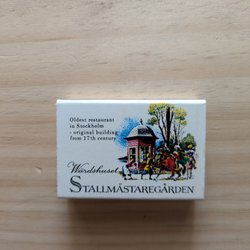 Oldest restaurant
in Stockholm
- original building
from 17th century
Wärdshuset
STALLMÄSTAREGÅRDEN